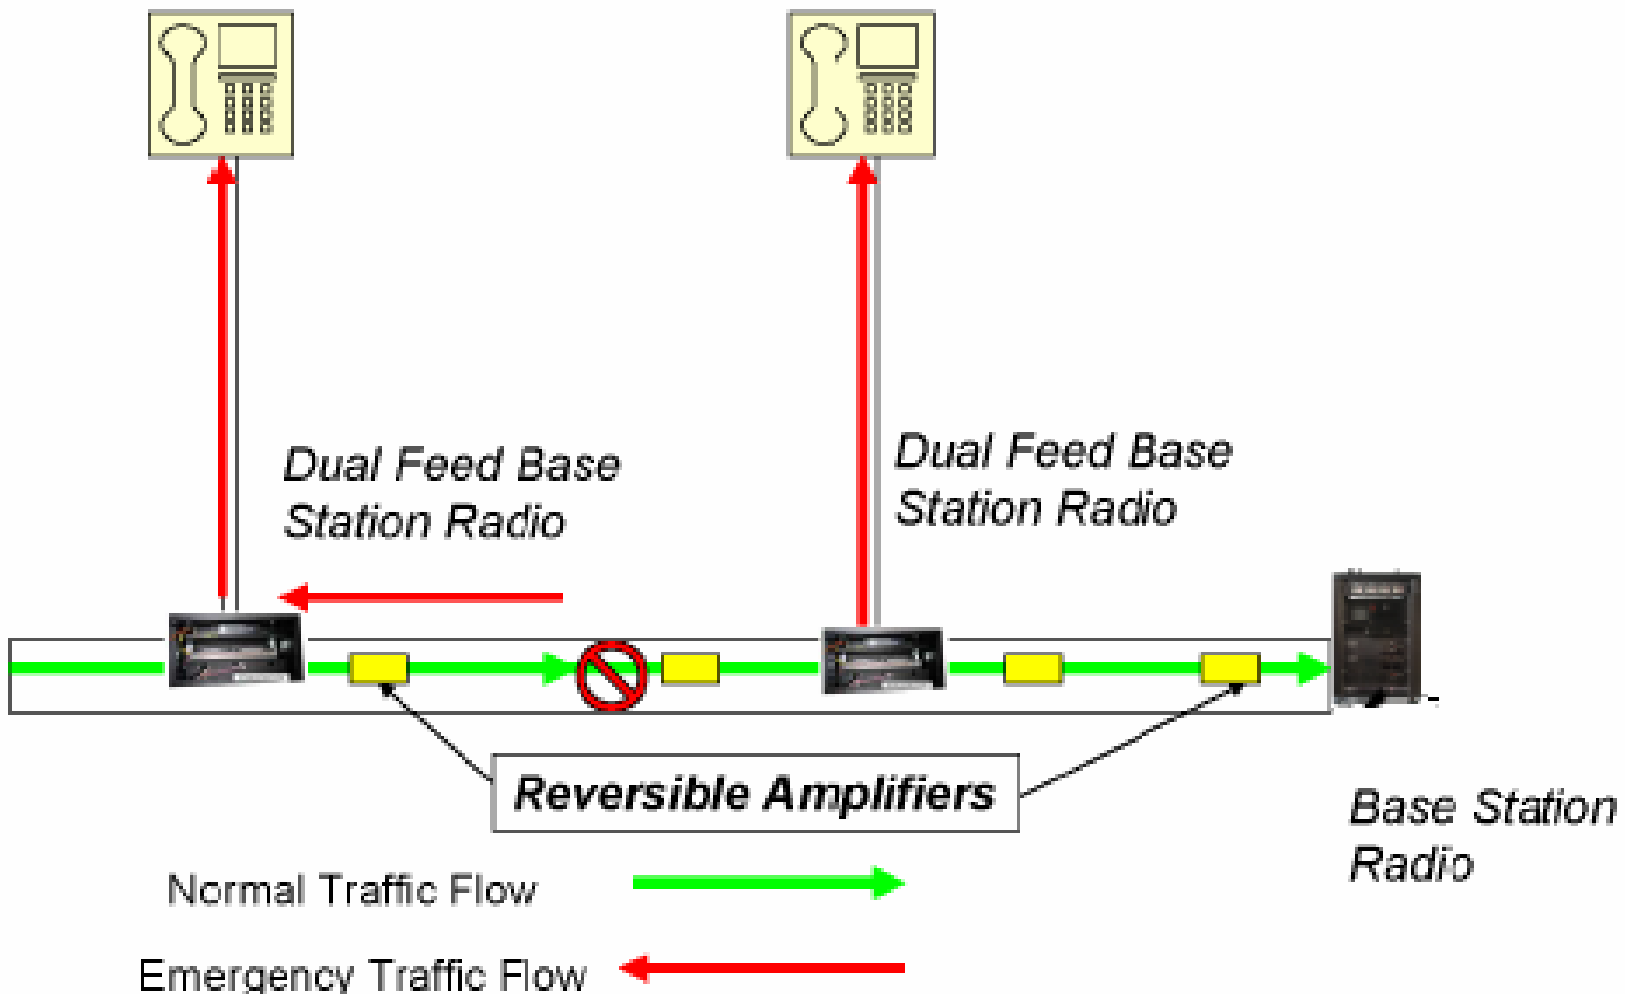 Dual Feed Base
Station Radio
Dual Feed Base
Station Radio
Reversible Amplifiers
Base Station
Radio
Normal Traffic Flow
Emergency Traffic Flow